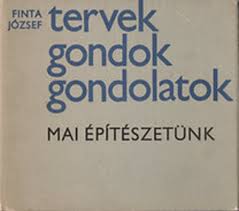 FINTA
JÓZSEF
tervek
gondok
gondolatok
MAI ÉPÍTÉSZETÜNK